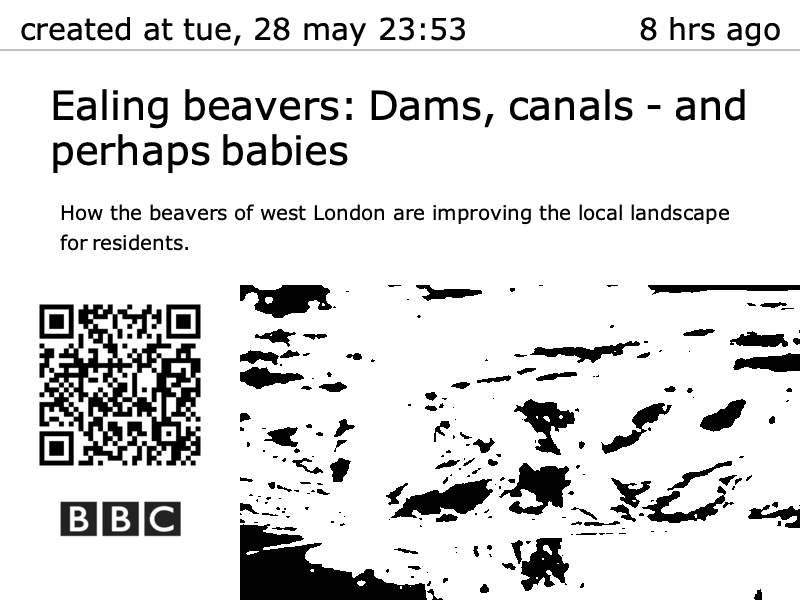 created at tue, 28 may 23:53
8 hrs ago
Ealing beavers: Dams, canals - and
perhaps babies
How the beavers of west London are improving the local landscape
for residents.
BBC